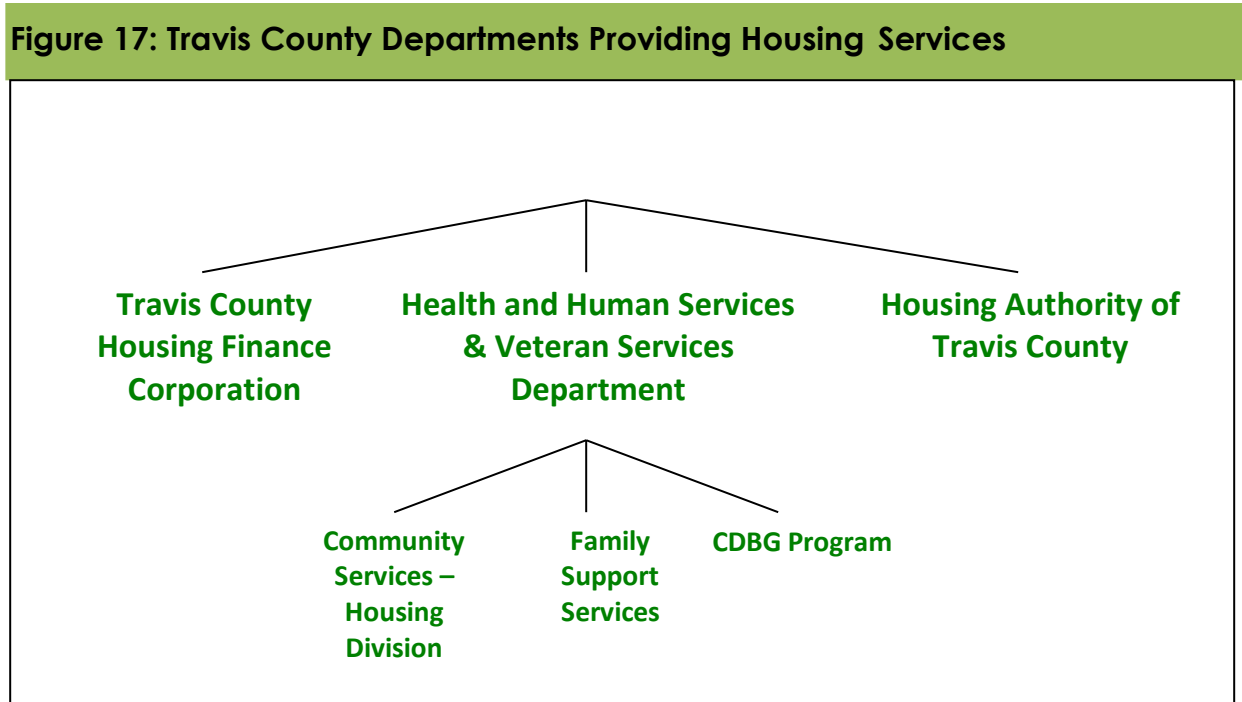 Figure 17: Travis County Departments Providing Housing Services
Travis County
Housing Finance
Corporation
Health and Human Services
& Veteran Services
Department
Housing Authority of
Travis County
Community
Services –
Housing
Division
Family
Support
Services
CDBG Program